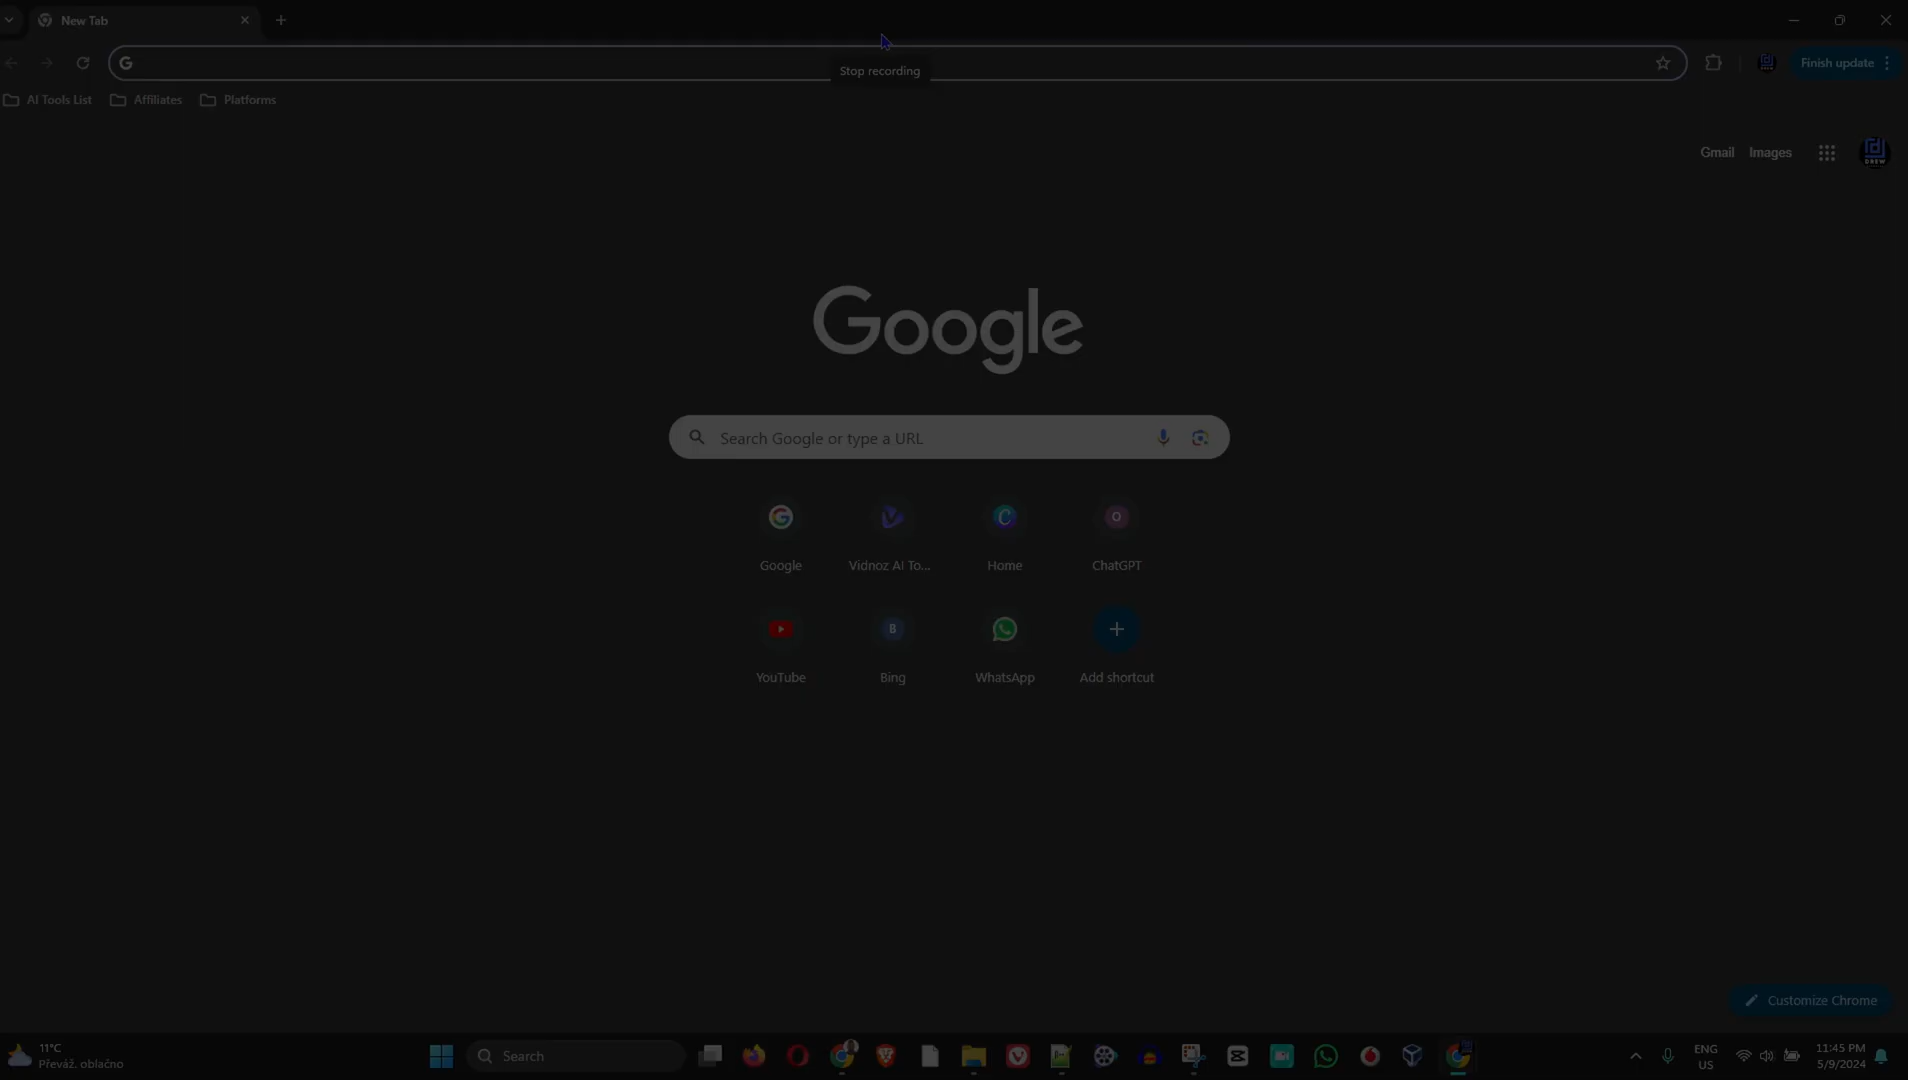 New Tab
Stop recording
Finish update
AI Tools List
Affiliates
Platforms
Gmail
Images
DREW
Google
Search Google or type a URL
Google
Vidnoz AI To...
Home
ChatGPT
YouTube
Bing
WhatsApp
Add shortcut
Customize Chrome
11°C
Převáž. oblačno
Search
ENG
US
11:45 PM
5/9/2024